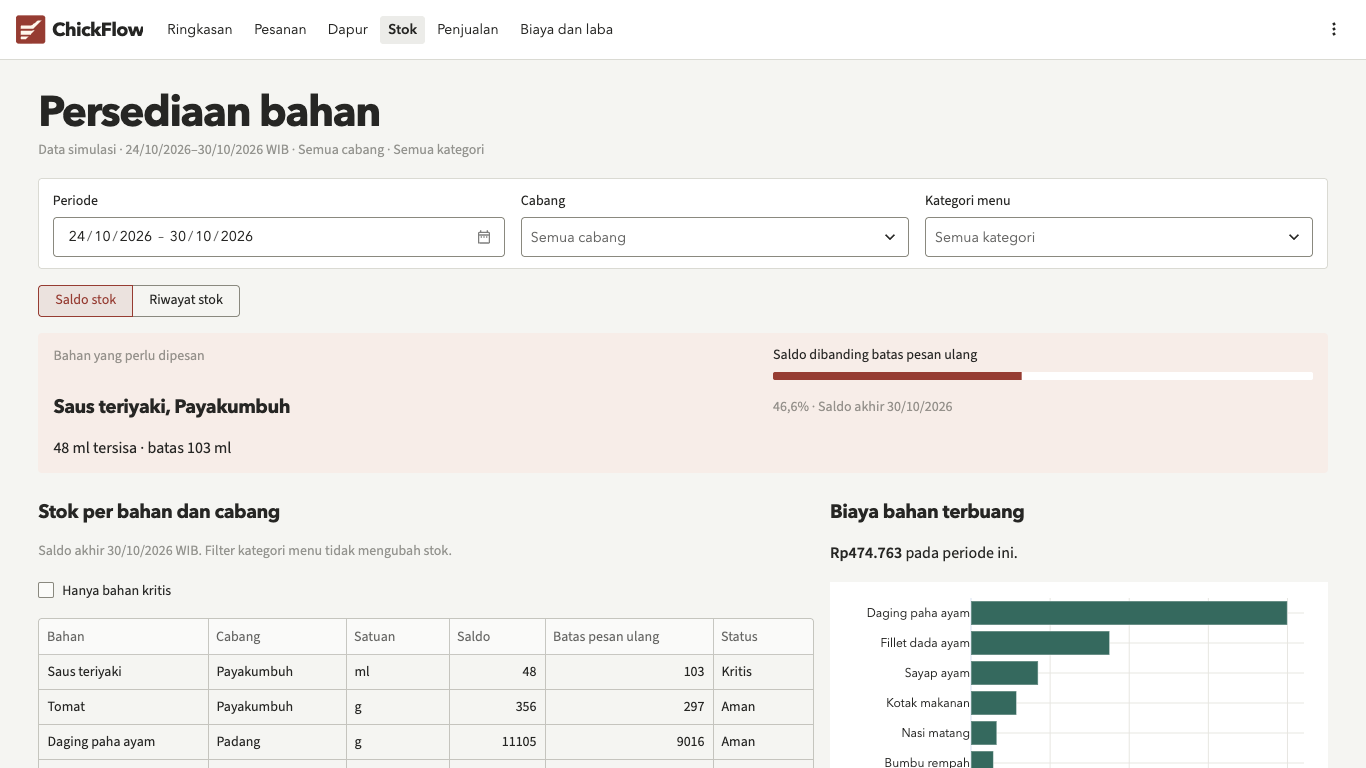 ChickFlow Ringkasan Pesanan Dapur Stok Penjualan Biaya dan laba
Persediaan bahan
Data simulasi · 24/10/2026–30/10/2026 WIB · Semua cabang · Semua kategori
Periode Cabang Kategori menu
24/10/2026 – 30/10/2026 Semua cabang Semua kategori
Saldo stok Riwayat stok
Bahan yang perlu dipesan
Saus teriyaki, Payakumbuh
48 ml tersisa · batas 103 ml
Saldo dibanding batas pesan ulang
46,6% · Saldo akhir 30/10/2026
Stok per bahan dan cabang
Saldo akhir 30/10/2026 WIB. Filter kategori menu tidak mengubah stok.
Hanya bahan kritis
Bahan Cabang Satuan Saldo Batas pesan ulang Status
Saus teriyaki Payakumbuh ml 48 103 Kritis
Tomat Payakumbuh g 356 297 Aman
Daging paha ayam Padang g 11105 9016 Aman
Biaya bahan terbuang
Rp474.763 pada periode ini.
Daging paha ayam
Fillet dada ayam
Sayap ayam
Kotak makanan
Nasi matang
Bumbu rempah